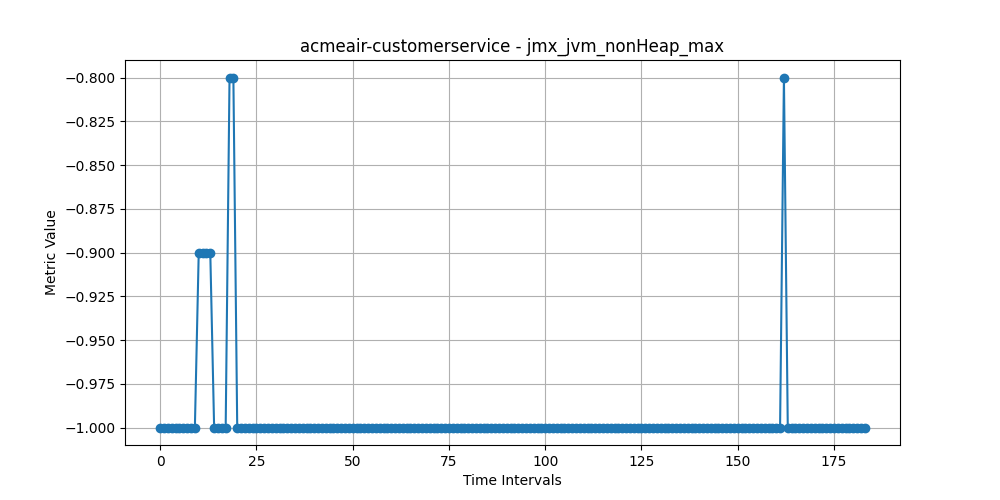 acmeair-customerservice - jmx_jvm_nonHeap_max
−0.800
−0.825
−0.850
−0.875
−0.900
−0.925
−0.950
−0.975
−1.000
Metric Value
0 25 50 75 100 125 150 175
Time Intervals